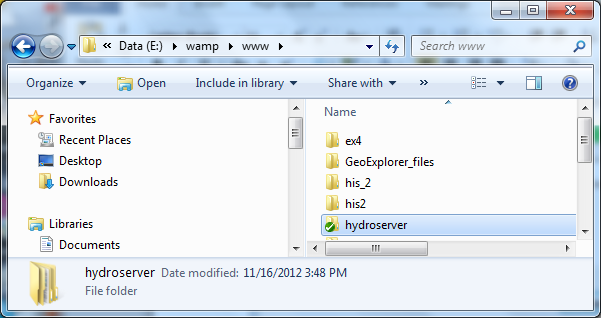 Data (E:) wamp www Search www
Organize Open Include in library Share with »
Name
Favorites
Recent Places
Desktop
Downloads
Libraries
Documents
ex4
GeoExplorer_files
his_2
his2
hydroserver
hydroserver Date modified: 11/16/2012 3:48 PM
File folder